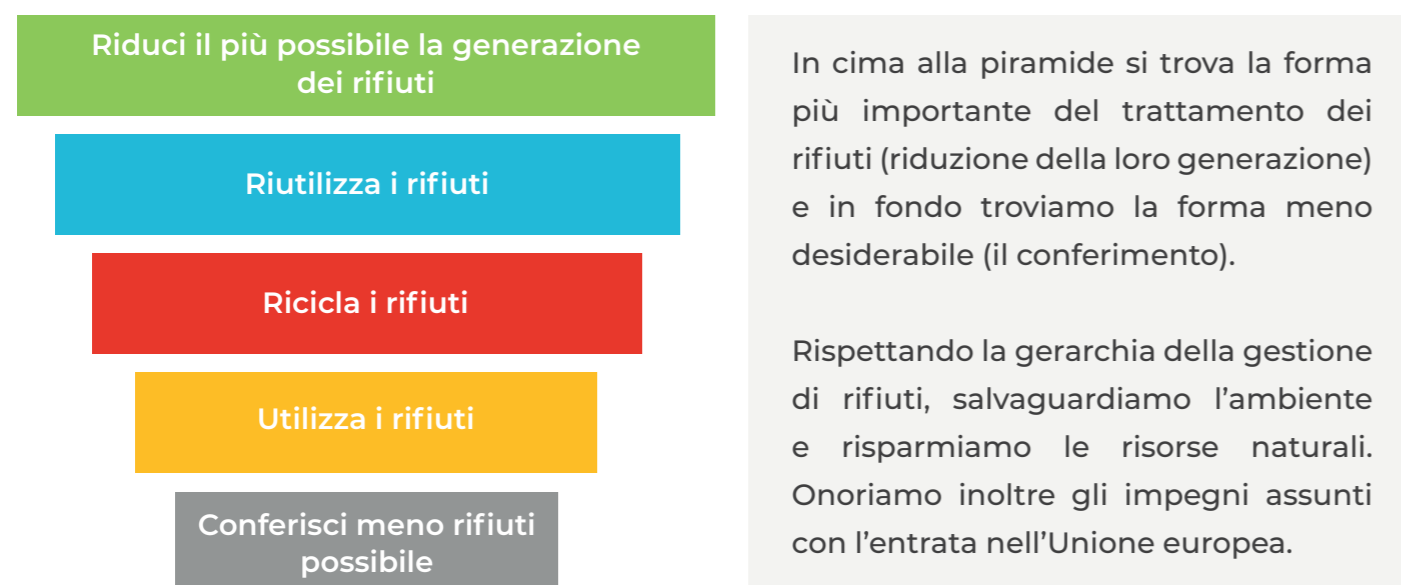 Riduci il più possibile la generazione
dei rifiuti
Riutilizza i rifiuti
Ricicla i rifiuti
Utilizza i rifiuti
Conferisci meno rifiuti
possibile
In cima alla piramide si trova la forma
più importante del trattamento dei
rifiuti (riduzione della loro generazione)
e in fondo troviamo la forma meno
desiderabile (il conferimento).
Rispettando la gerarchia della gestione
di rifiuti, salvaguardiamo l’ambiente
e risparmiamo le risorse naturali.
Onoriamo inoltre gli impegni assunti
con l’entrata nell’Unione europea.